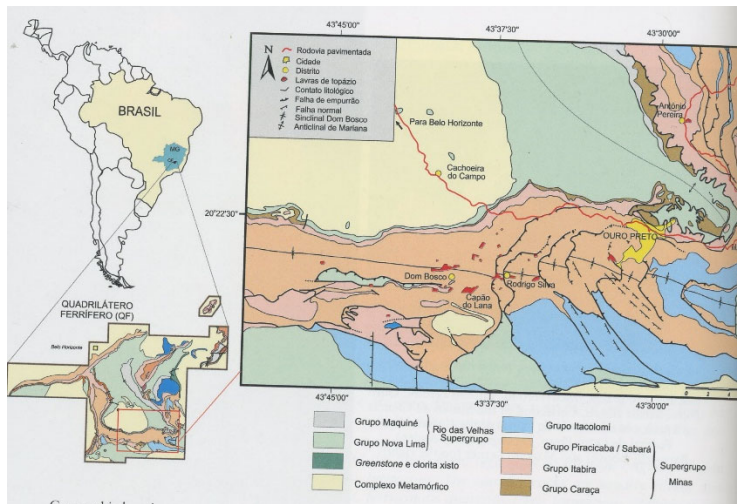 43°45'00"
43°37'30"
43°30'00"
N
Rodovia pavimentada
Cidade
Distrito
Lavras de topázio
Contato litológico
Falha de empurrão
Falha normal
Sinclinal Dom Bosco
Anticlinal de Mariana
BRASIL
MG
QF
Para Belo Horizonte
Antônio
Pereira
Cachoeira
do Campo
20°22'30"
OURO PRETO
Dom Bosco
Rodrigo Silva
Capão
do Lana
QUADRILÁTERO
FERRÍFERO (QF)
Belo Horizonte
43°45'00"
43°37'30"
43°30'00"
Grupo Maquiné
Grupo Nova Lima
Rio das Velhas
Supergrupo
Greenstone e clorita xisto
Complexo Metamórfico
Grupo Itacolomi
Grupo Piracicaba / Sabará
Grupo Itabira
Grupo Caraça
Supergrupo
Minas